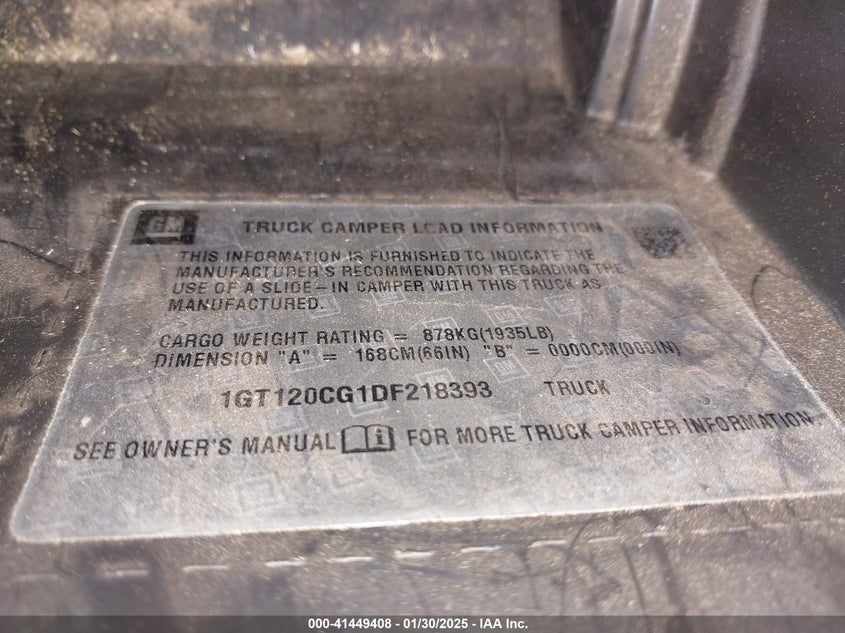 GM TRUCK CAMPER LOAD INFORMATION
THIS INFORMATION IS FURNISHED TO INDICATE THE
MANUFACTURER'S RECOMMENDATION REGARDING THE
USE OF A SLIDE-IN CAMPER WITH THIS TRUCK AS
MANUFACTURED.
CARGO WEIGHT RATING = 878KG(1935LB)
DIMENSION "A" = 168CM(66IN) "B" = 0000CM(000IN)
1GT120CG1DF218393 TRUCK
SEE OWNER'S MANUAL i FOR MORE TRUCK CAMPER INFORMATION
000-41449408 - 01/30/2025 - IAA Inc.